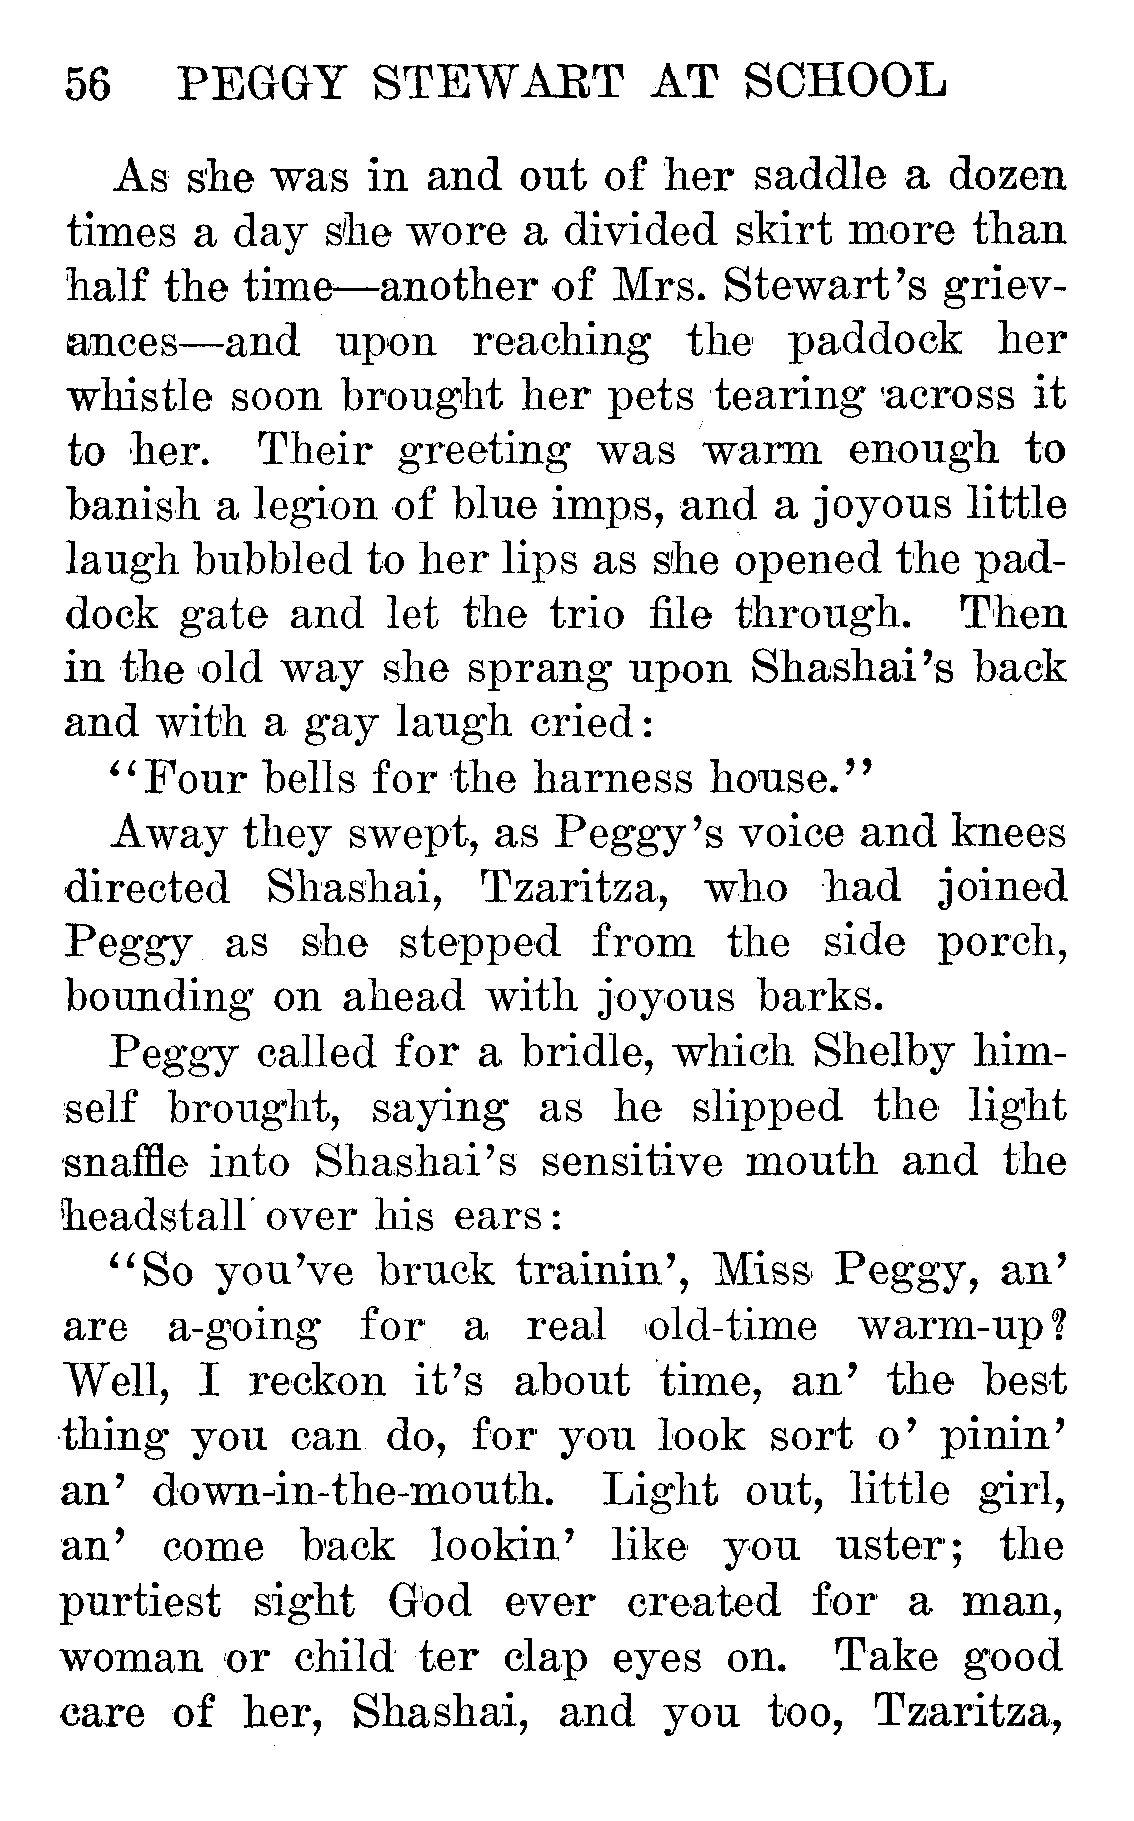 56 PEGGY STEWART AT SCHOOL
As she was in and out of her saddle a dozen
times a day she wore a divided skirt more than
half the time—another of Mrs. Stewart's griev-
ances—and upon reaching the paddock her
whistle soon brought her pets tearing across it
to her. Their greeting was warm enough to
banish a legion of blue imps, and a joyous little
laugh bubbled to her lips as she opened the pad-
dock gate and let the trio file through. Then
in the old way she sprang upon Shashai's back
and with a gay laugh cried:
"Four bells for the harness house."
Away they swept, as Peggy's voice and knees
directed Shashai, Tzaritza, who had joined
Peggy as she stepped from the side porch,
bounding on ahead with joyous barks.
Peggy called for a bridle, which Shelby him-
self brought, saying as he slipped the light
snaffle into Shashai's sensitive mouth and the
headstall over his ears:
"So you've bruck trainin', Miss Peggy, an'
are a-going for a real old-time warm-up?
Well, I reckon it's about time, an' the best
thing you can do, for you look sort o' pinin'
an' down-in-the-mouth. Light out, little girl,
an' come back lookin' like you uster; the
purtiest sight God ever created for a man,
woman or child ter clap eyes on. Take good
care of her, Shashai, and you too, Tzaritza,